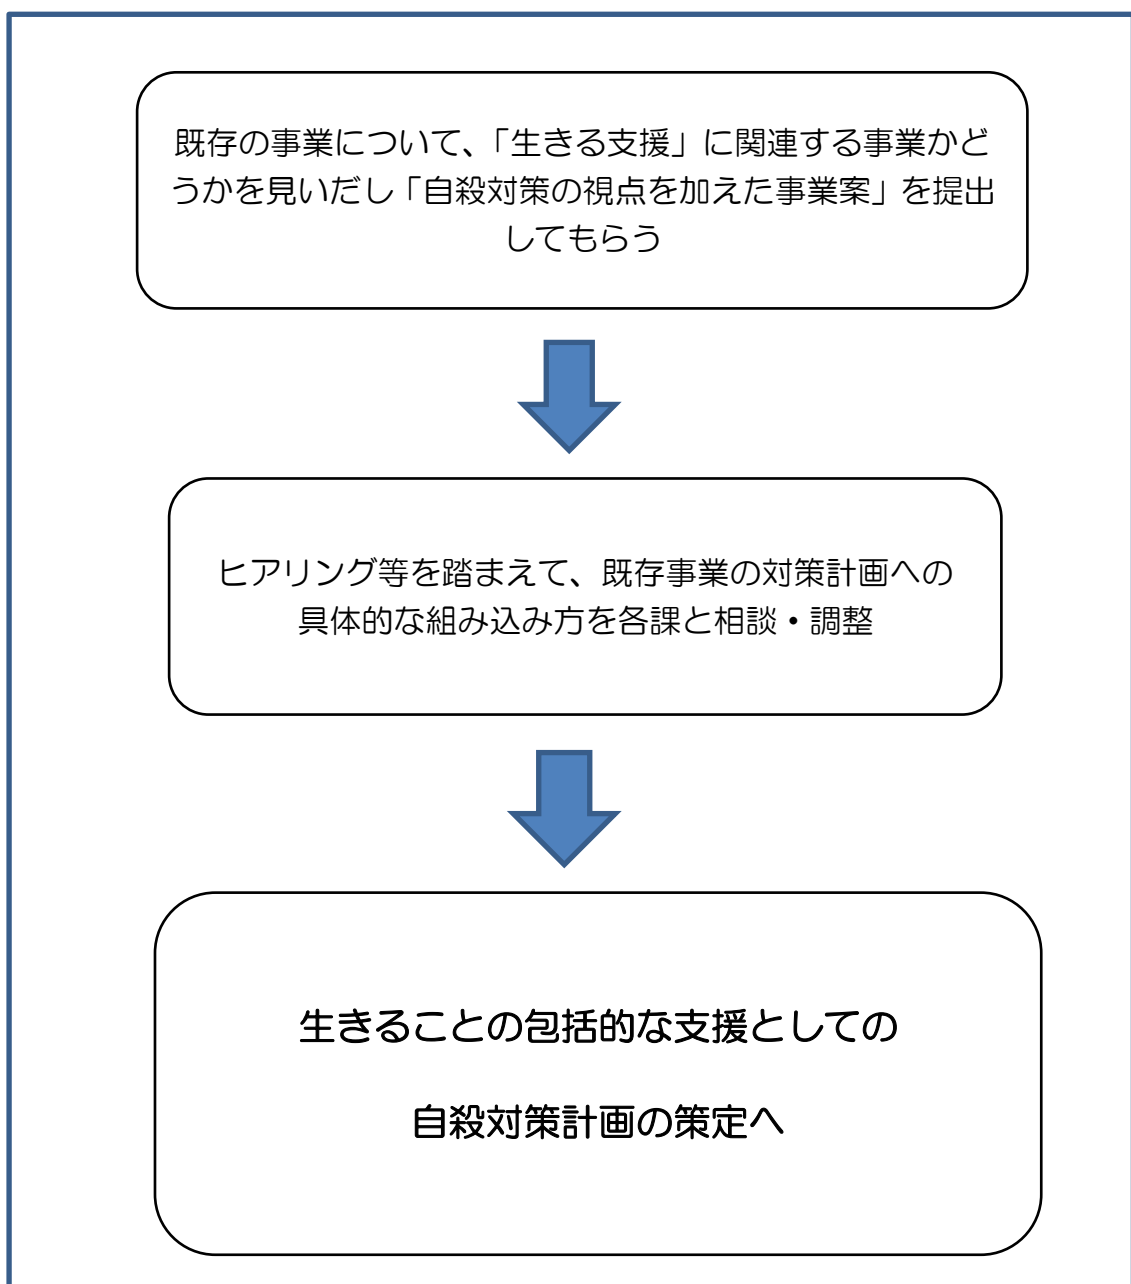 既存の事業について、「生きる支援」に関連する事業かど
うかを見いだし「自殺対策の視点を加えた事業案」を提出
してもらう
ヒアリング等を踏まえて、既存事業の対策計画への
具体的な組み込み方を各課と相談・調整
生きることの包括的な支援としての
自殺対策計画の策定へ